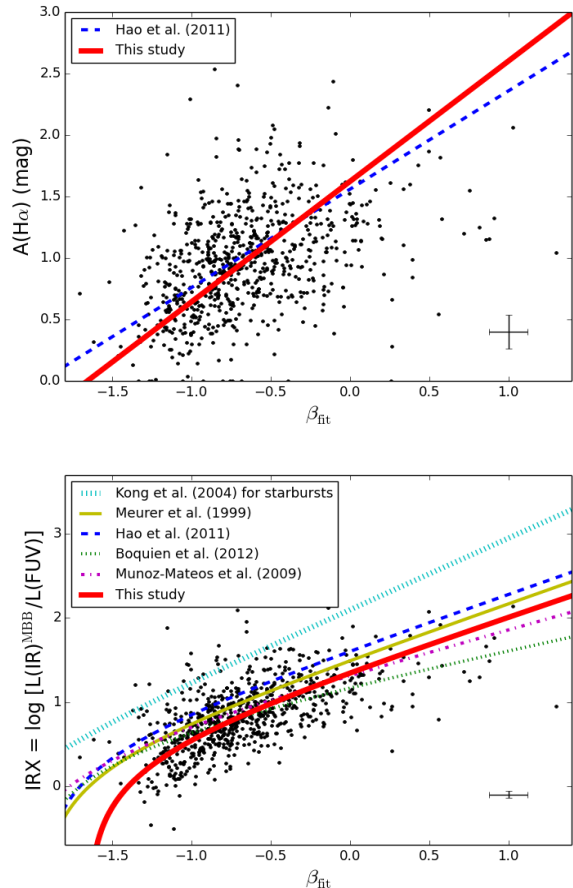 3.0
2.5
2.0
1.5
1.0
0.5
0.0
A(Hα) (mag)
Hao et al. (2011)
This study
−1.5 −1.0 −0.5 0.0 0.5 1.0
β_fit
3
2
1
0
IRX = log [L(IR)^MBB/L(FUV)]
Kong et al. (2004) for starbursts
Meurer et al. (1999)
Hao et al. (2011)
Boquien et al. (2012)
Munoz-Mateos et al. (2009)
This study
−1.5 −1.0 −0.5 0.0 0.5 1.0
β_fit